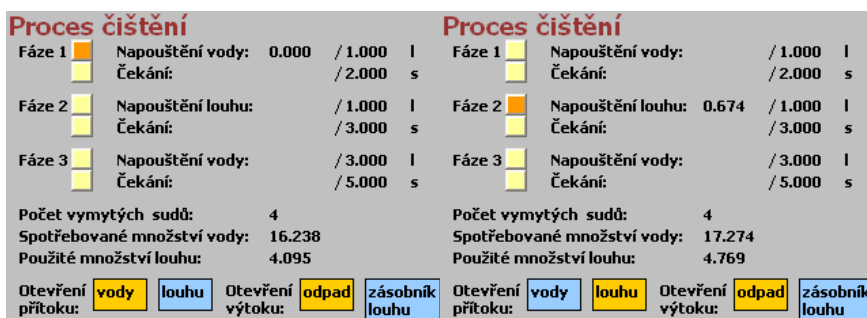 Proces čištění
Fáze 1 Napouštění vody: 0.000 / 1.000 l
Čekání: / 2.000 s
Fáze 2 Napouštění louhu: / 1.000 l
Čekání: / 3.000 s
Fáze 3 Napouštění vody: / 3.000 l
Čekání: / 5.000 s
Počet vymytých sudů: 4
Spotřebované množství vody: 16.238
Použité množství louhu: 4.095
Otevření přítoku: vody louhu Otevření výtoku: odpad zásobník louhu
Proces čištění
Fáze 1 Napouštění vody: / 1.000 l
Čekání: / 2.000 s
Fáze 2 Napouštění louhu: 0.674 / 1.000 l
Čekání: / 3.000 s
Fáze 3 Napouštění vody: / 3.000 l
Čekání: / 5.000 s
Počet vymytých sudů: 4
Spotřebované množství vody: 17.274
Použité množství louhu: 4.769
Otevření přítoku: vody louhu Otevření výtoku: odpad zásobník louhu